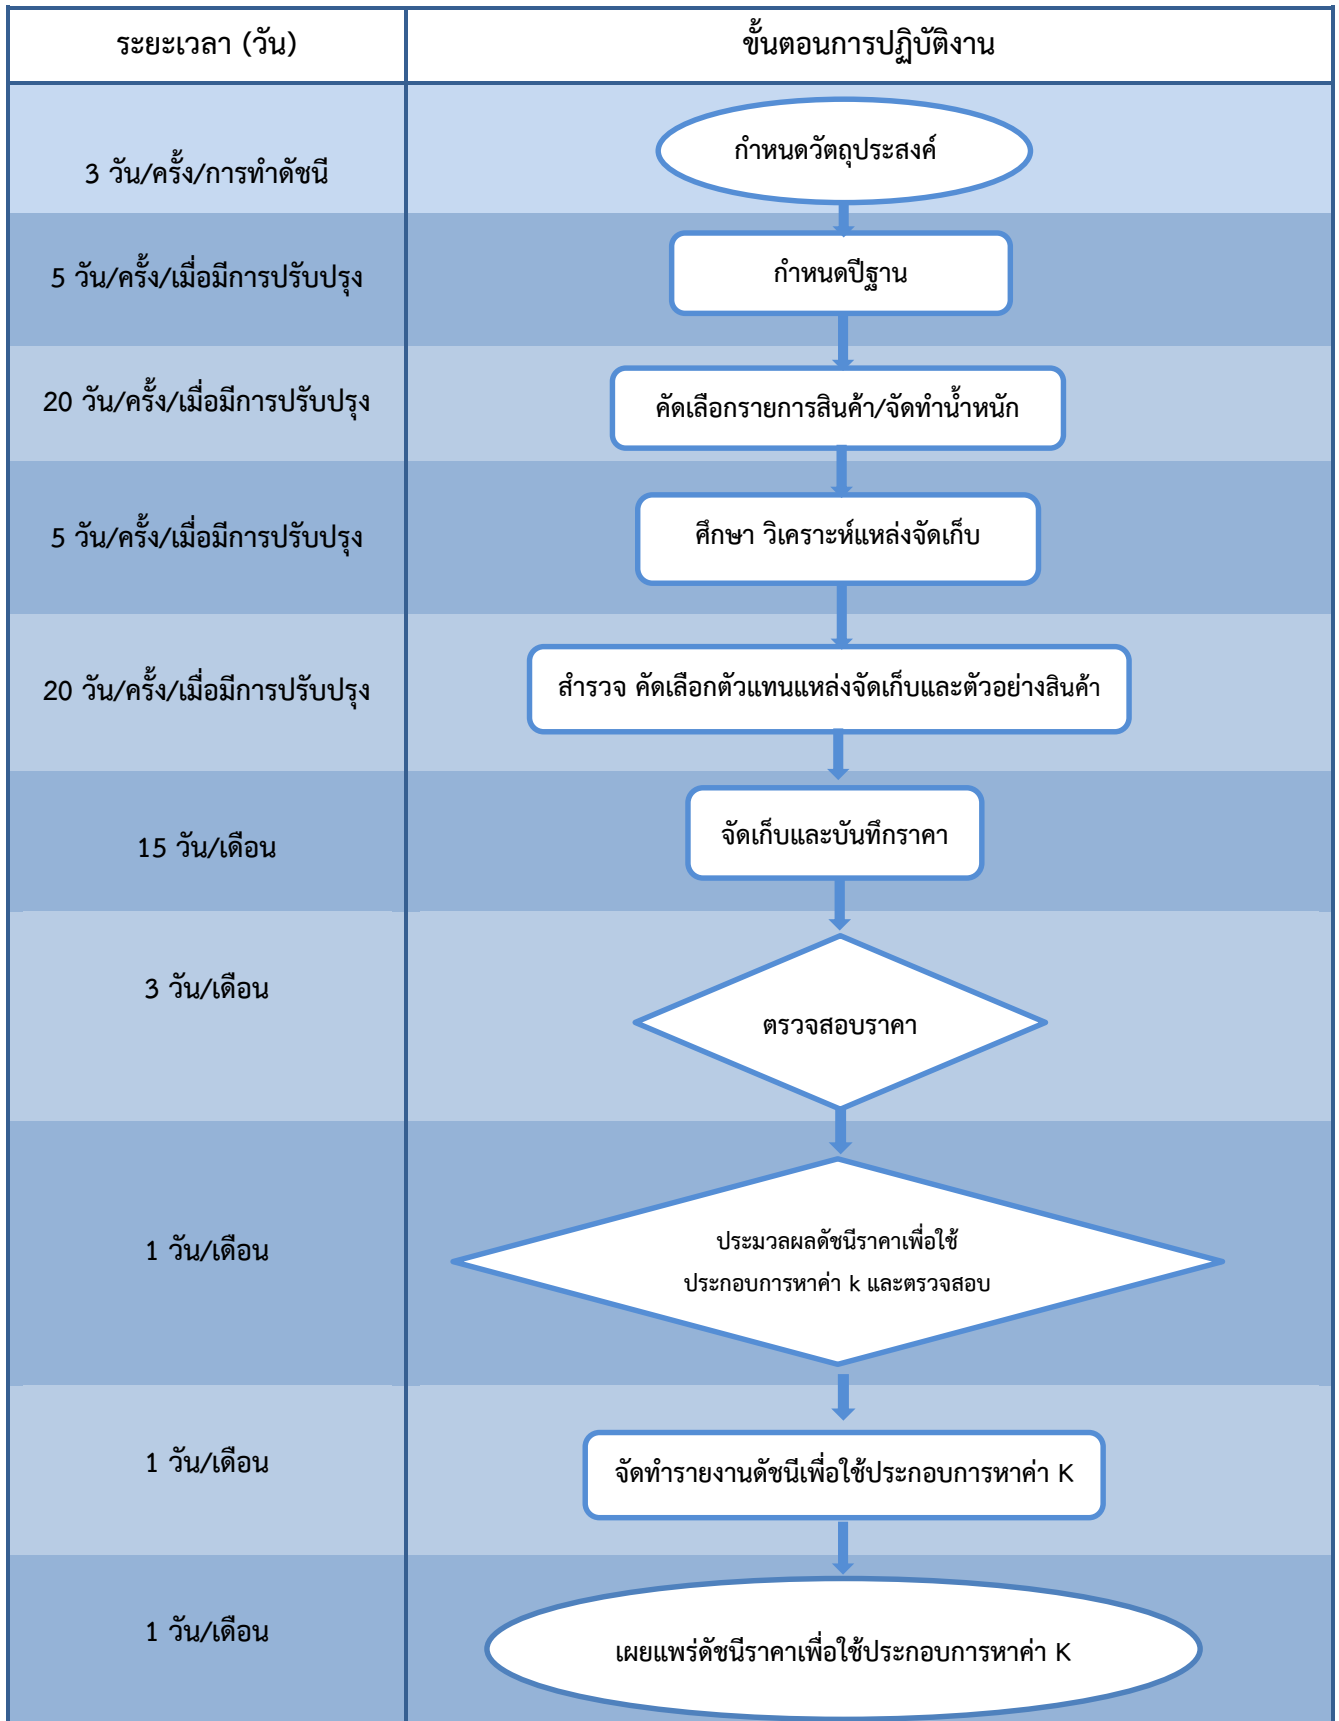 ระยะเวลา (วัน)
ขั้นตอนการปฏิบัติงาน
3 วัน/ครั้ง/การทำดัชนี
กำหนดวัตถุประสงค์
5 วัน/ครั้ง/เมื่อมีการปรับปรุง
กำหนดปีฐาน
20 วัน/ครั้ง/เมื่อมีการปรับปรุง
คัดเลือกรายการสินค้า/จัดทำน้ำหนัก
5 วัน/ครั้ง/เมื่อมีการปรับปรุง
ศึกษา วิเคราะห์แหล่งจัดเก็บ
20 วัน/ครั้ง/เมื่อมีการปรับปรุง
สำรวจ คัดเลือกตัวแทนแหล่งจัดเก็บและตัวอย่างสินค้า
15 วัน/เดือน
จัดเก็บและบันทึกราคา
3 วัน/เดือน
ตรวจสอบราคา
1 วัน/เดือน
ประมวลผลดัชนีราคาเพื่อใช้
ประกอบการหาค่า k และตรวจสอบ
1 วัน/เดือน
จัดทำรายงานดัชนีเพื่อใช้ประกอบการหาค่า K
1 วัน/เดือน
เผยแพร่ดัชนีราคาเพื่อใช้ประกอบการหาค่า K